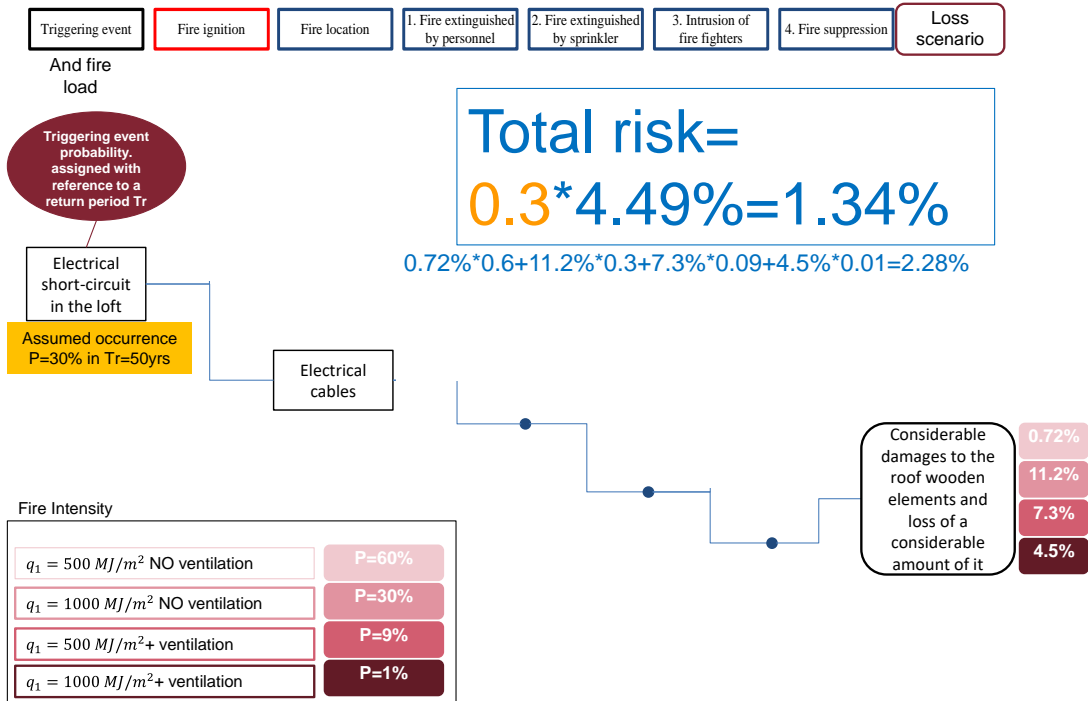 Triggering event
Fire ignition
Fire location
1. Fire extinguished
by personnel
2. Fire extinguished
by sprinkler
3. Intrusion of
fire fighters
4. Fire suppression
Loss
scenario
And fire
load
Triggering event
probability.
assigned with
reference to a
return period Tr
Total risk=
0.3*4.49%=1.34%
0.72%*0.6+11.2%*0.3+7.3%*0.09+4.5%*0.01=2.28%
Electrical
short-circuit
in the loft
Assumed occurrence
P=30% in Tr=50yrs
Electrical
cables
Considerable
damages to the
roof wooden
elements and
loss of a
considerable
amount of it
0.72%
11.2%
7.3%
4.5%
Fire Intensity
q₁ = 500 MJ/m² NO ventilation
P=60%
q₁ = 1000 MJ/m² NO ventilation
P=30%
q₁ = 500 MJ/m²+ ventilation
P=9%
q₁ = 1000 MJ/m²+ ventilation
P=1%